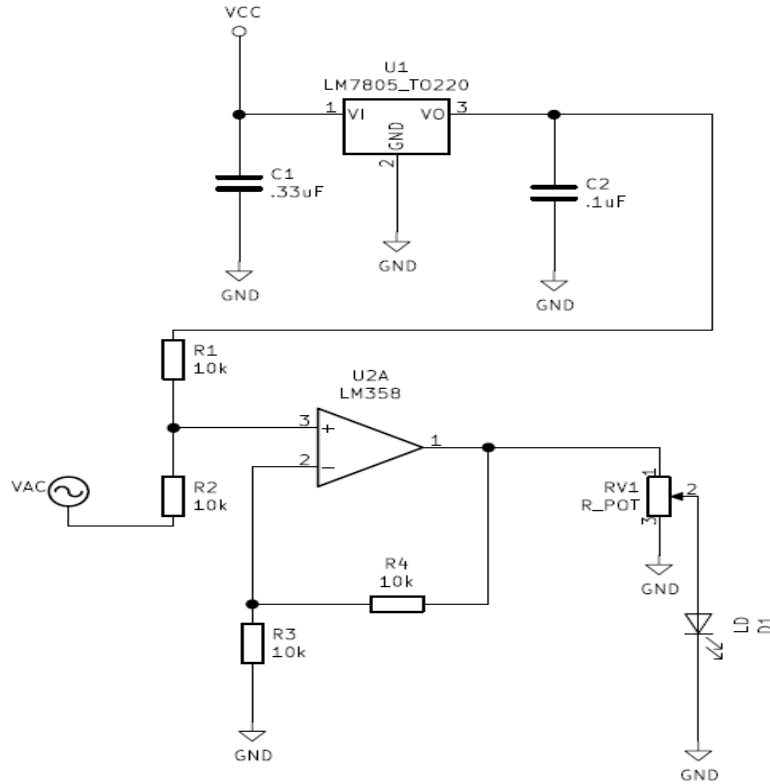 VCC
U1
LM7805_TO220
1 VI VO 3
GND
2
C1
.33uF
C2
.1uF
GND
GND
GND
R1
10k
U2A
LM358
3 +
1
2 −
VAC
R2
10k
1
RV1 2
R_POT
3
R4
10k
GND
R3
10k
LD
D1
GND
GND